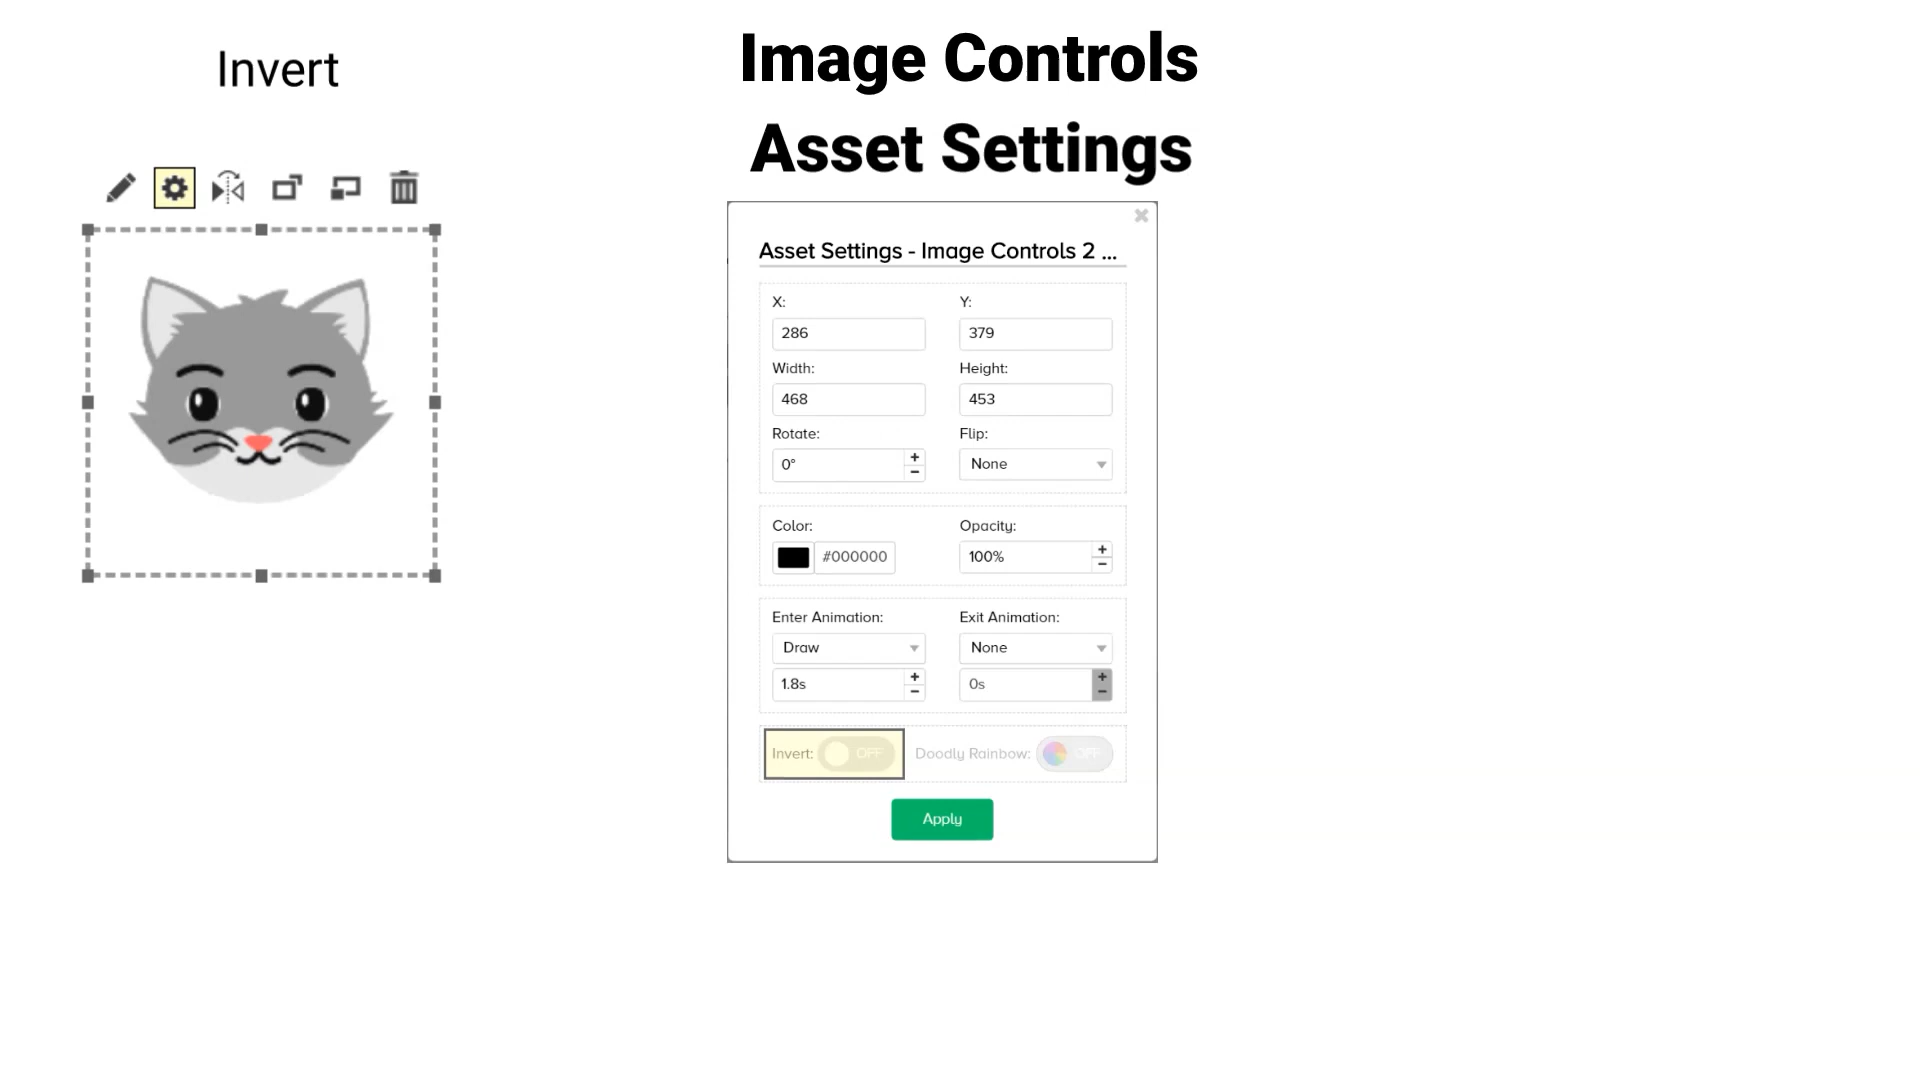 Invert
Image Controls
Asset Settings
Asset Settings - Image Controls 2 ...
X: Y:
286 379
Width: Height:
468 453
Rotate: Flip:
0° None
Color: Opacity:
#000000 100%
Enter Animation: Exit Animation:
Draw None
1.8s 0s
Invert: OFF Doodly Rainbow: OFF
Apply